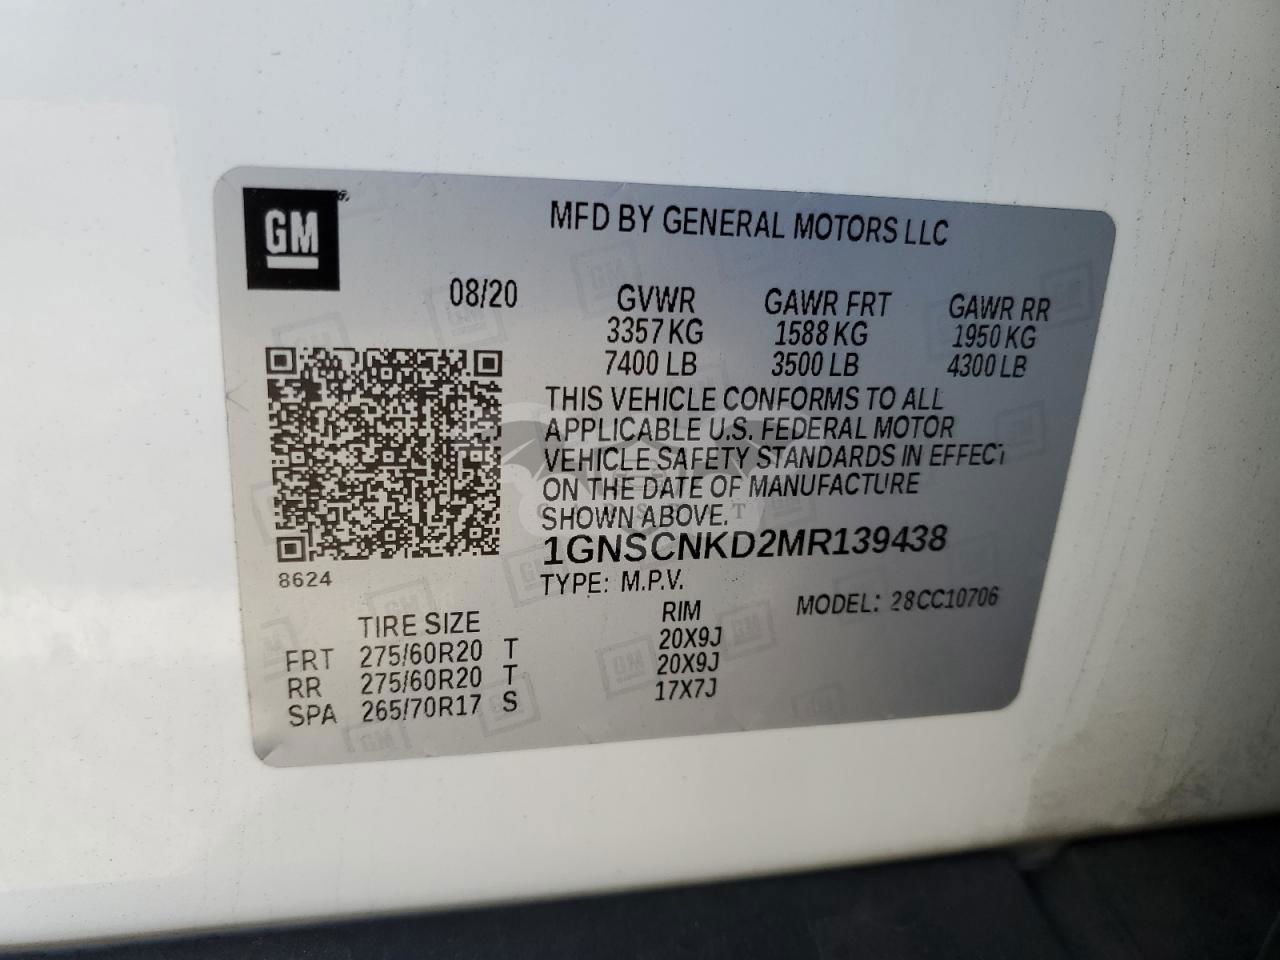 GM
MFD BY GENERAL MOTORS LLC
08/20 GVWR GAWR FRT GAWR RR
3357 KG 1588 KG 1950 KG
7400 LB 3500 LB 4300 LB
THIS VEHICLE CONFORMS TO ALL
APPLICABLE U.S. FEDERAL MOTOR
VEHICLE SAFETY STANDARDS IN EFFECT
ON THE DATE OF MANUFACTURE
SHOWN ABOVE.
1GNSCNKD2MR139438
8624
TYPE: M.P.V. MODEL: 28CC10706
TIRE SIZE RIM
FRT 275/60R20 T 20X9J
RR 275/60R20 T 20X9J
SPA 265/70R17 S 17X7J